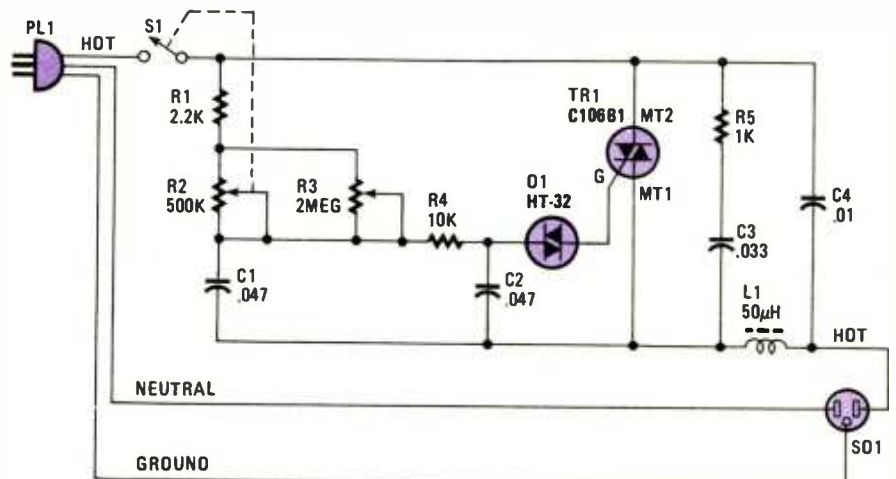 PL1
HOT
S1
R1
2.2K
R2
500K
R3
2MEG
R4
10K
C1
.047
C2
.047
D1
HT-32
TR1
C106B1
MT2
G
MT1
R5
1K
C3
.033
C4
.01
L1
50µH
HOT
NEUTRAL
SO1
GROUND